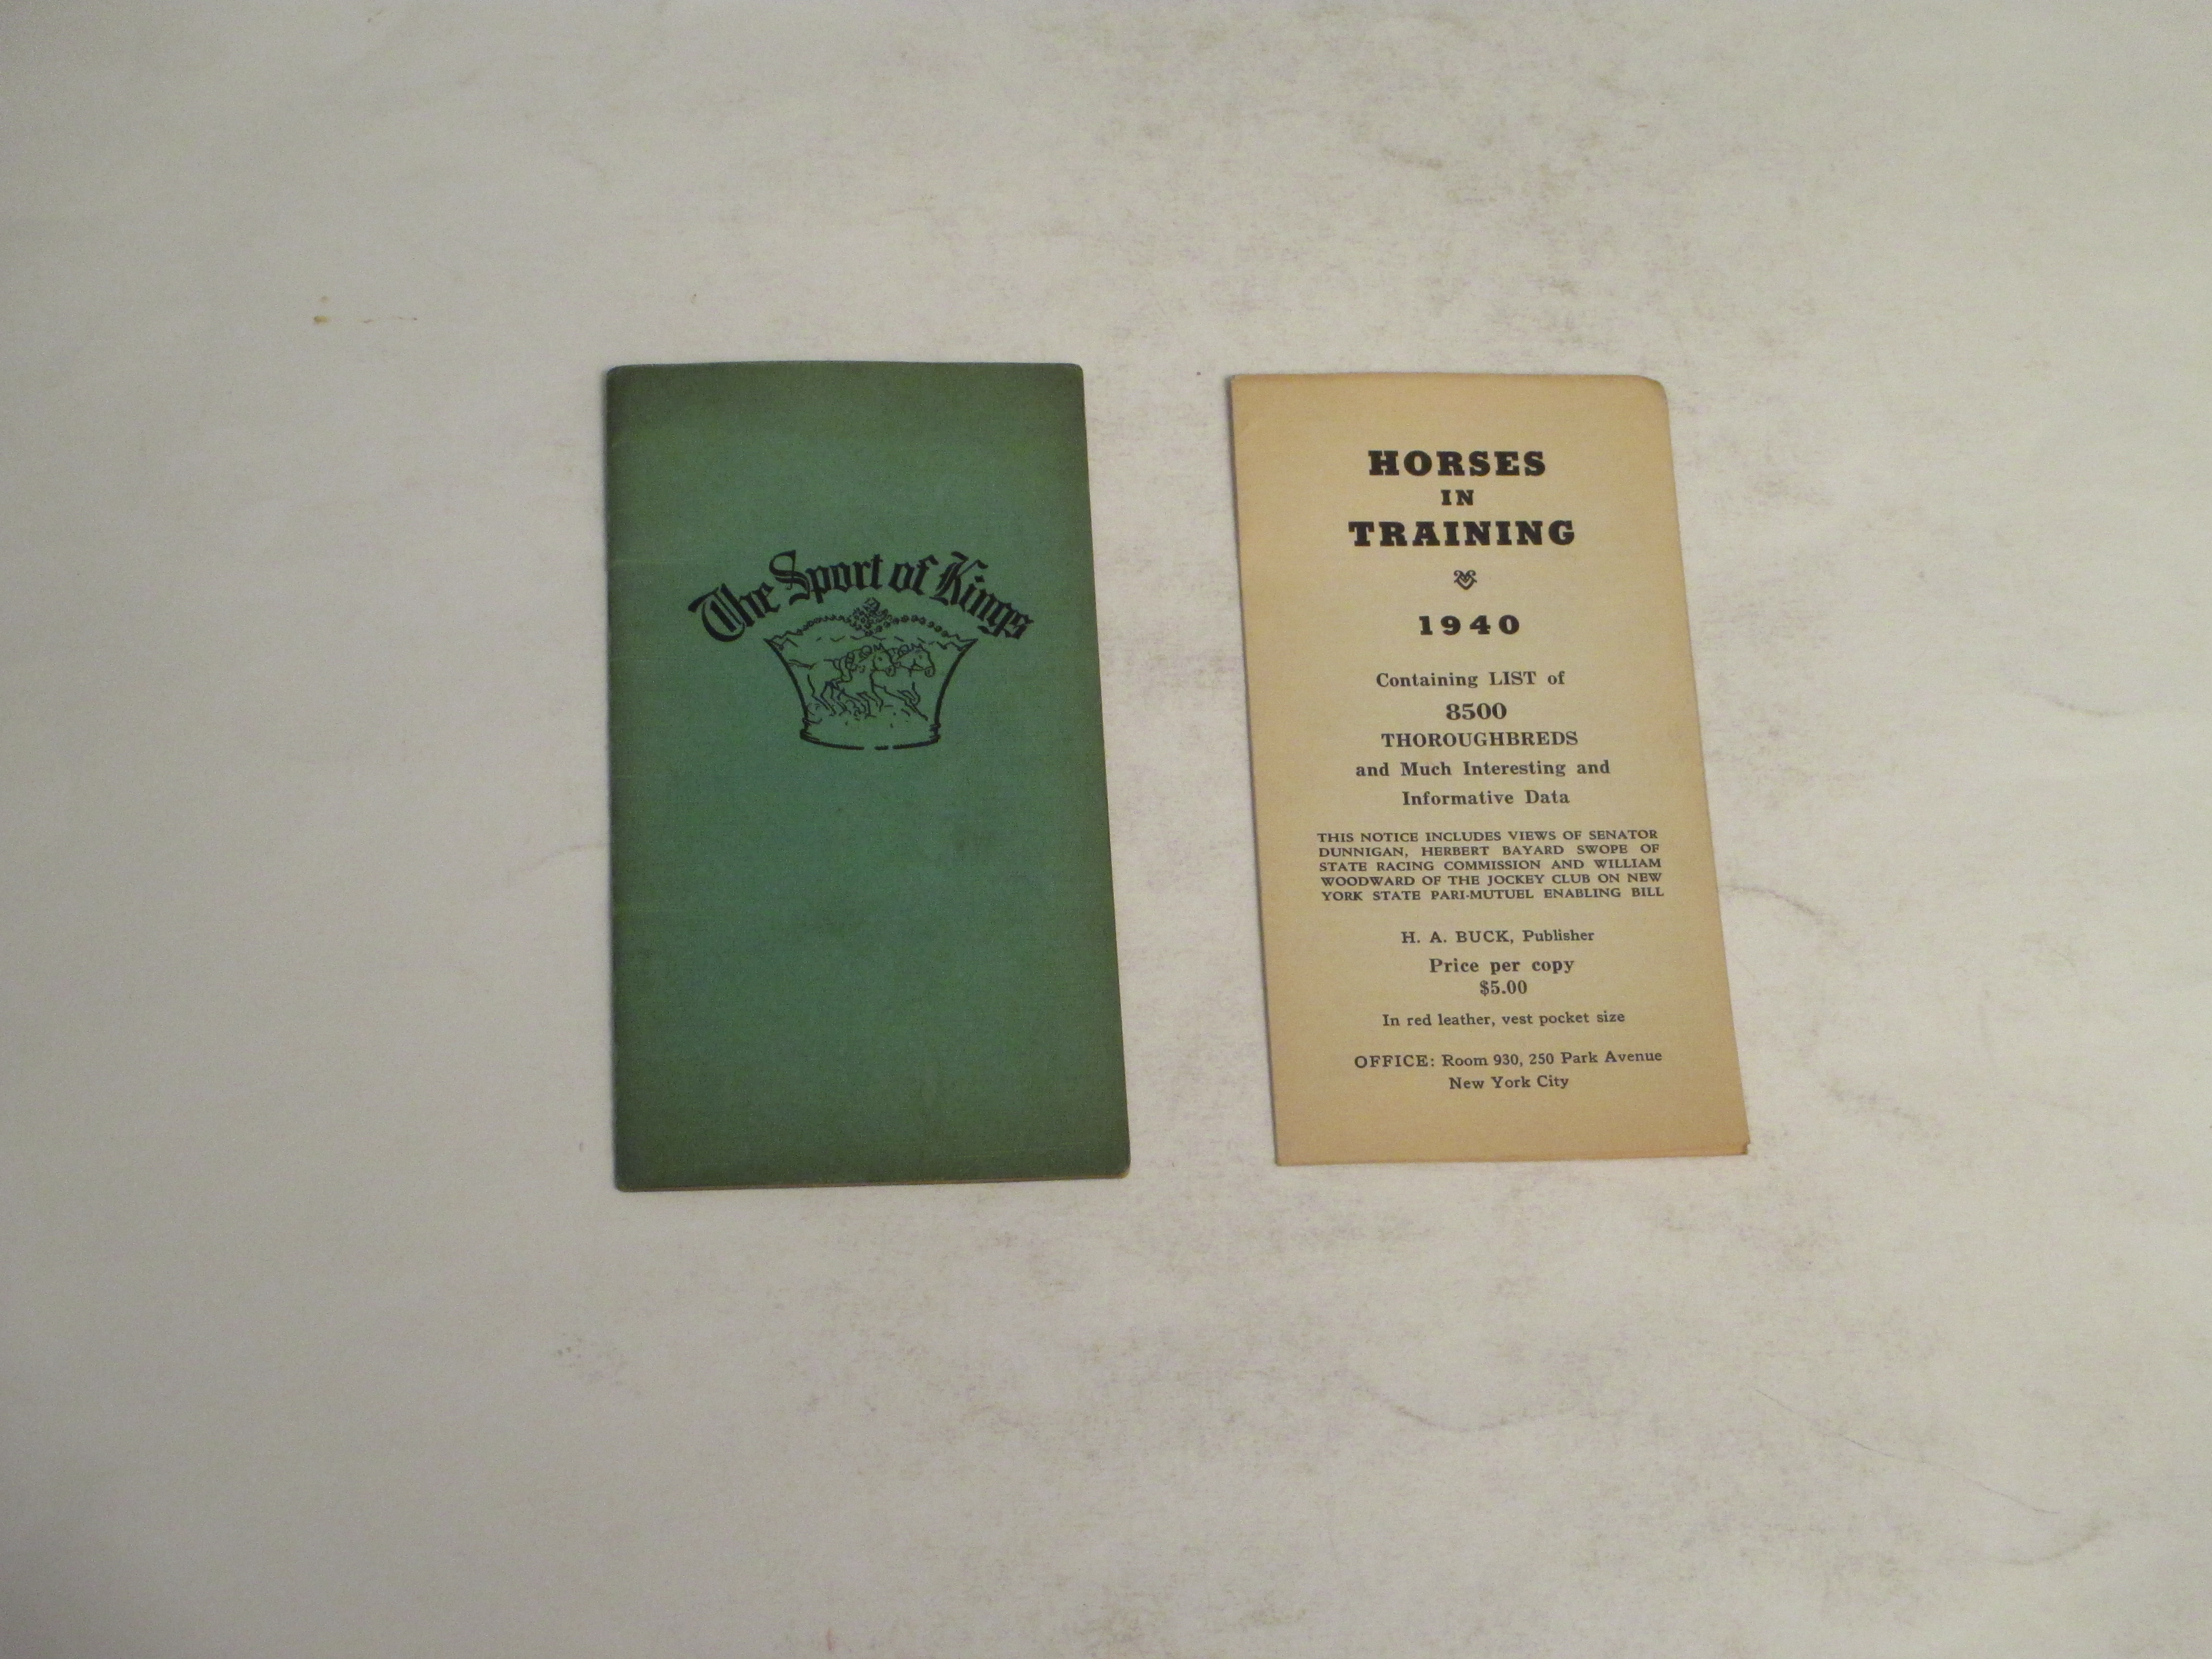 The Sport of Kings
HORSES
IN
TRAINING
1940
Containing LIST of
8500
THOROUGHBREDS
and Much Interesting and
Informative Data
THIS NOTICE INCLUDES VIEWS OF SENATOR
DUNNIGAN, HERBERT BAYARD SWOPE OF
STATE RACING COMMISSION AND WILLIAM
WOODWARD OF THE JOCKEY CLUB ON NEW
YORK STATE PARI-MUTUEL ENABLING BILL
H. A. BUCK, Publisher
Price per copy
$5.00
In red leather, vest pocket size
OFFICE: Room 930, 250 Park Avenue
New York City